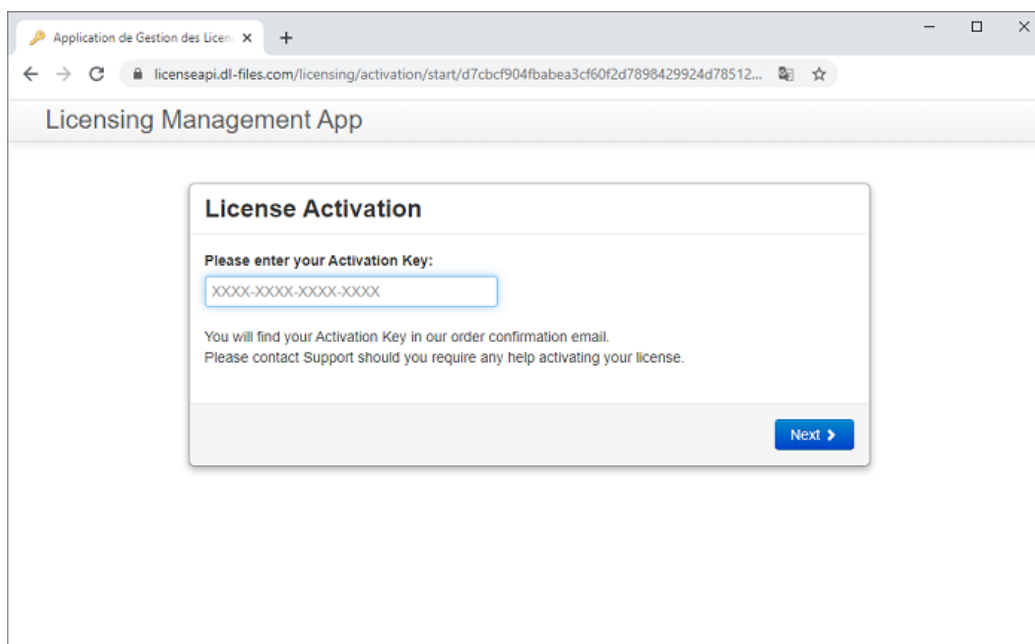 Application de Gestion des Licen
licenseapi.dl-files.com/licensing/activation/start/d7cbcf904fbabea3cf60f2d7898429924d78512...
Licensing Management App
License Activation
Please enter your Activation Key:
XXXX-XXXX-XXXX-XXXX
You will find your Activation Key in our order confirmation email.
Please contact Support should you require any help activating your license.
Next